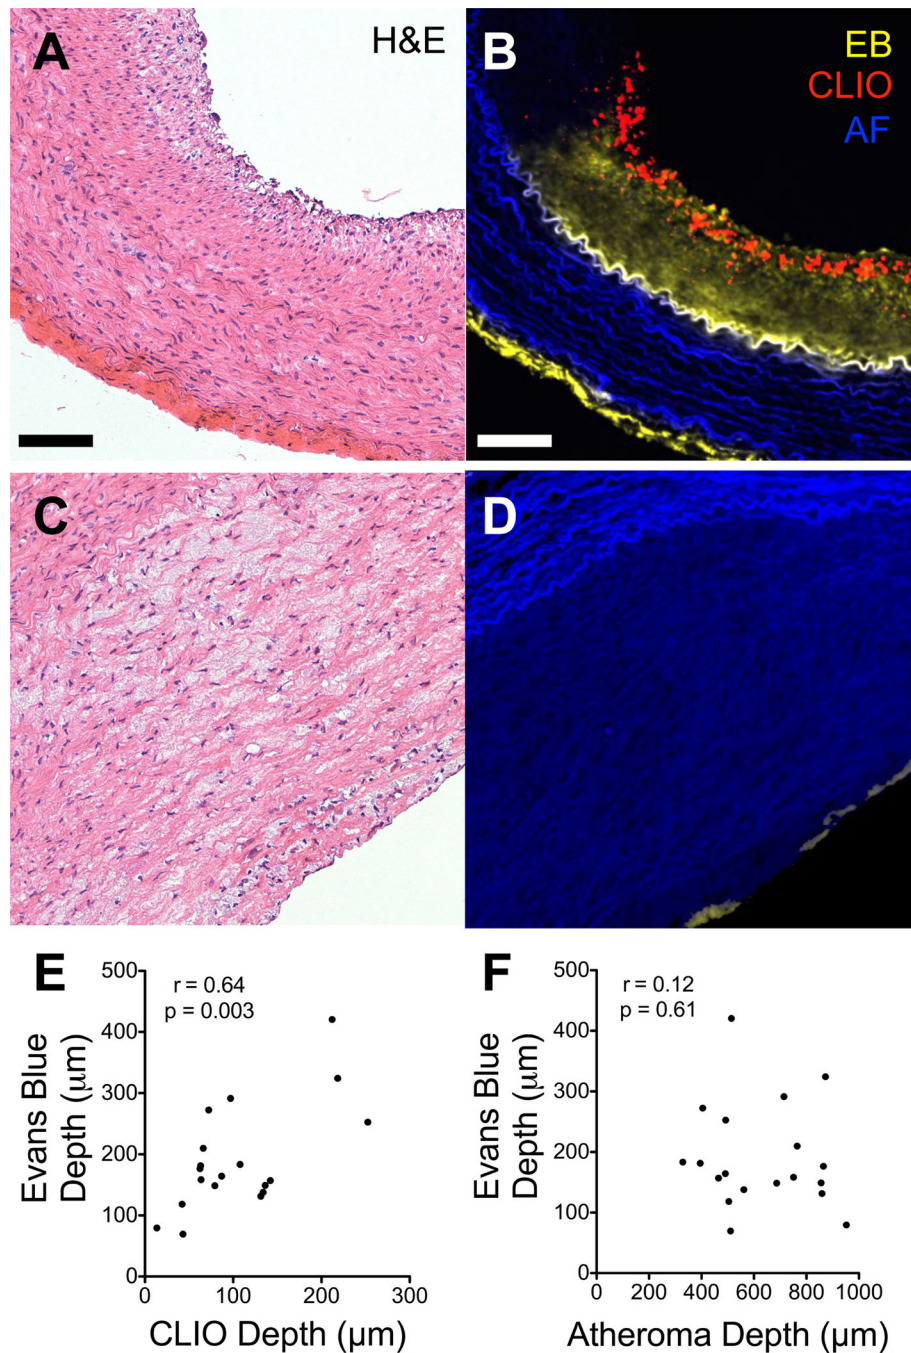 A
H&E
B
EB
CLIO
AF
C
D
E
r = 0.64
p = 0.003
500
400
300
200
100
0
Evans Blue
Depth (μm)
0
100
200
300
CLIO Depth (μm)
F
r = 0.12
p = 0.61
500
400
300
200
100
0
Evans Blue
Depth (μm)
0
200
400
600
800
1000
Atheroma Depth (μm)